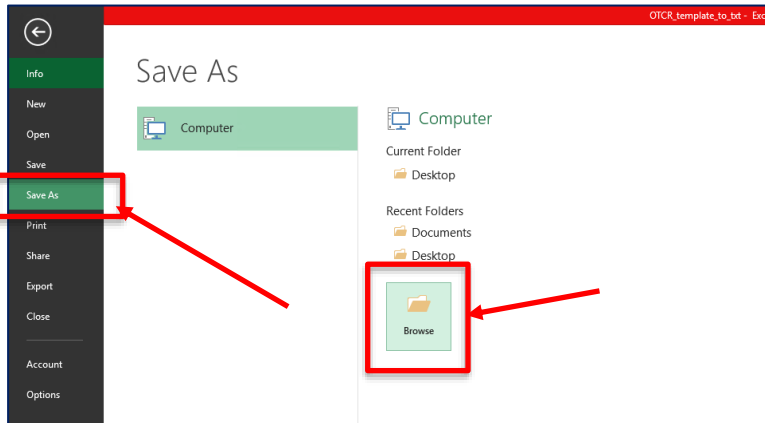 OTCR_template_to_txt - Exc
Info
New
Open
Save
Save As
Print
Share
Export
Close
Account
Options
Save As
Computer
Computer
Current Folder
Desktop
Recent Folders
Documents
Desktop
Browse